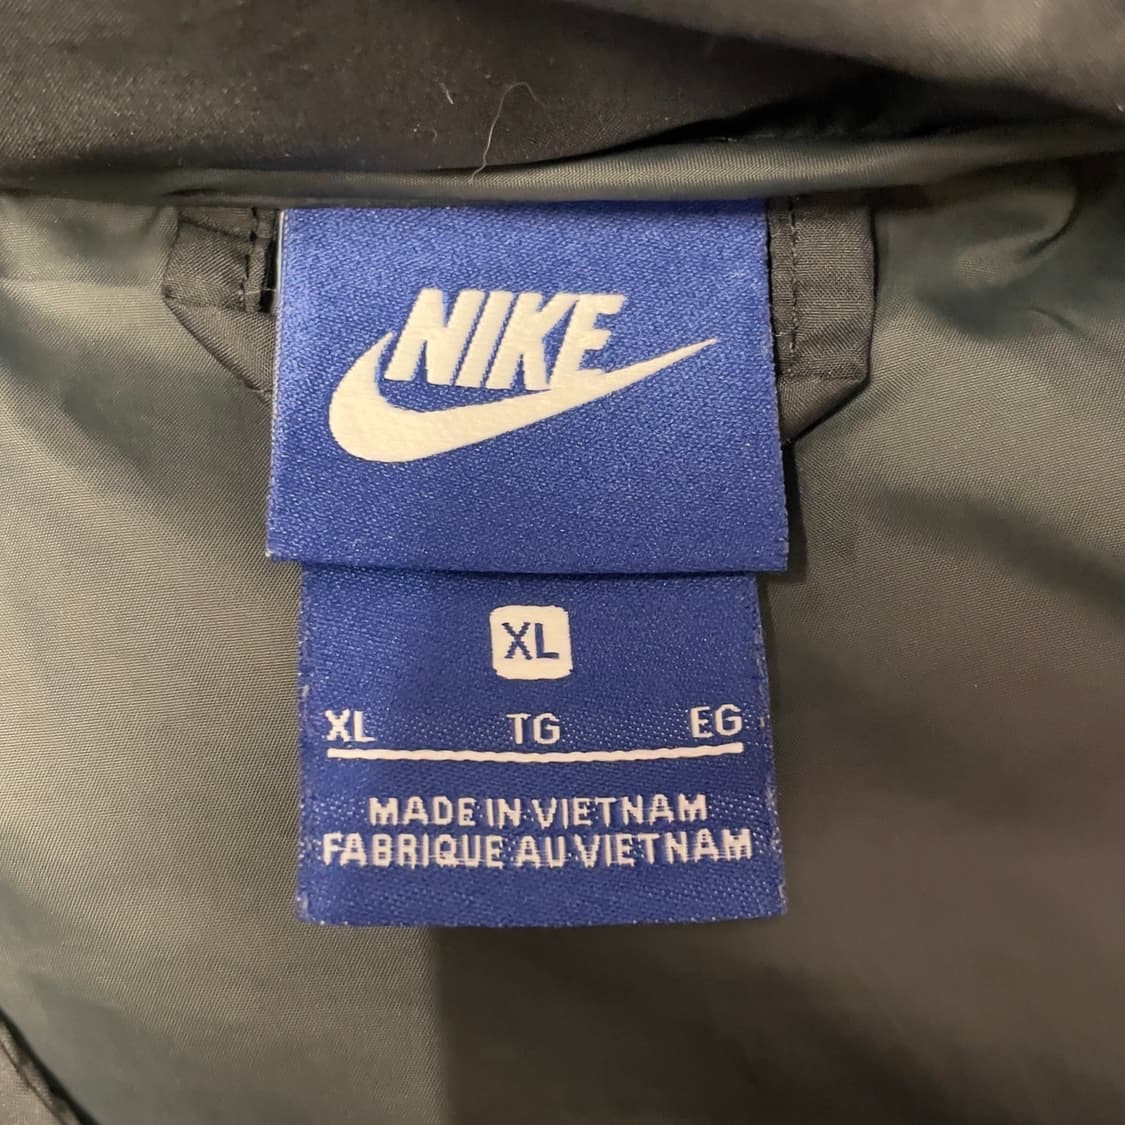 NIKE
XL
XL TG EG
MADE IN VIETNAM
FABRIQUE AU VIETNAM